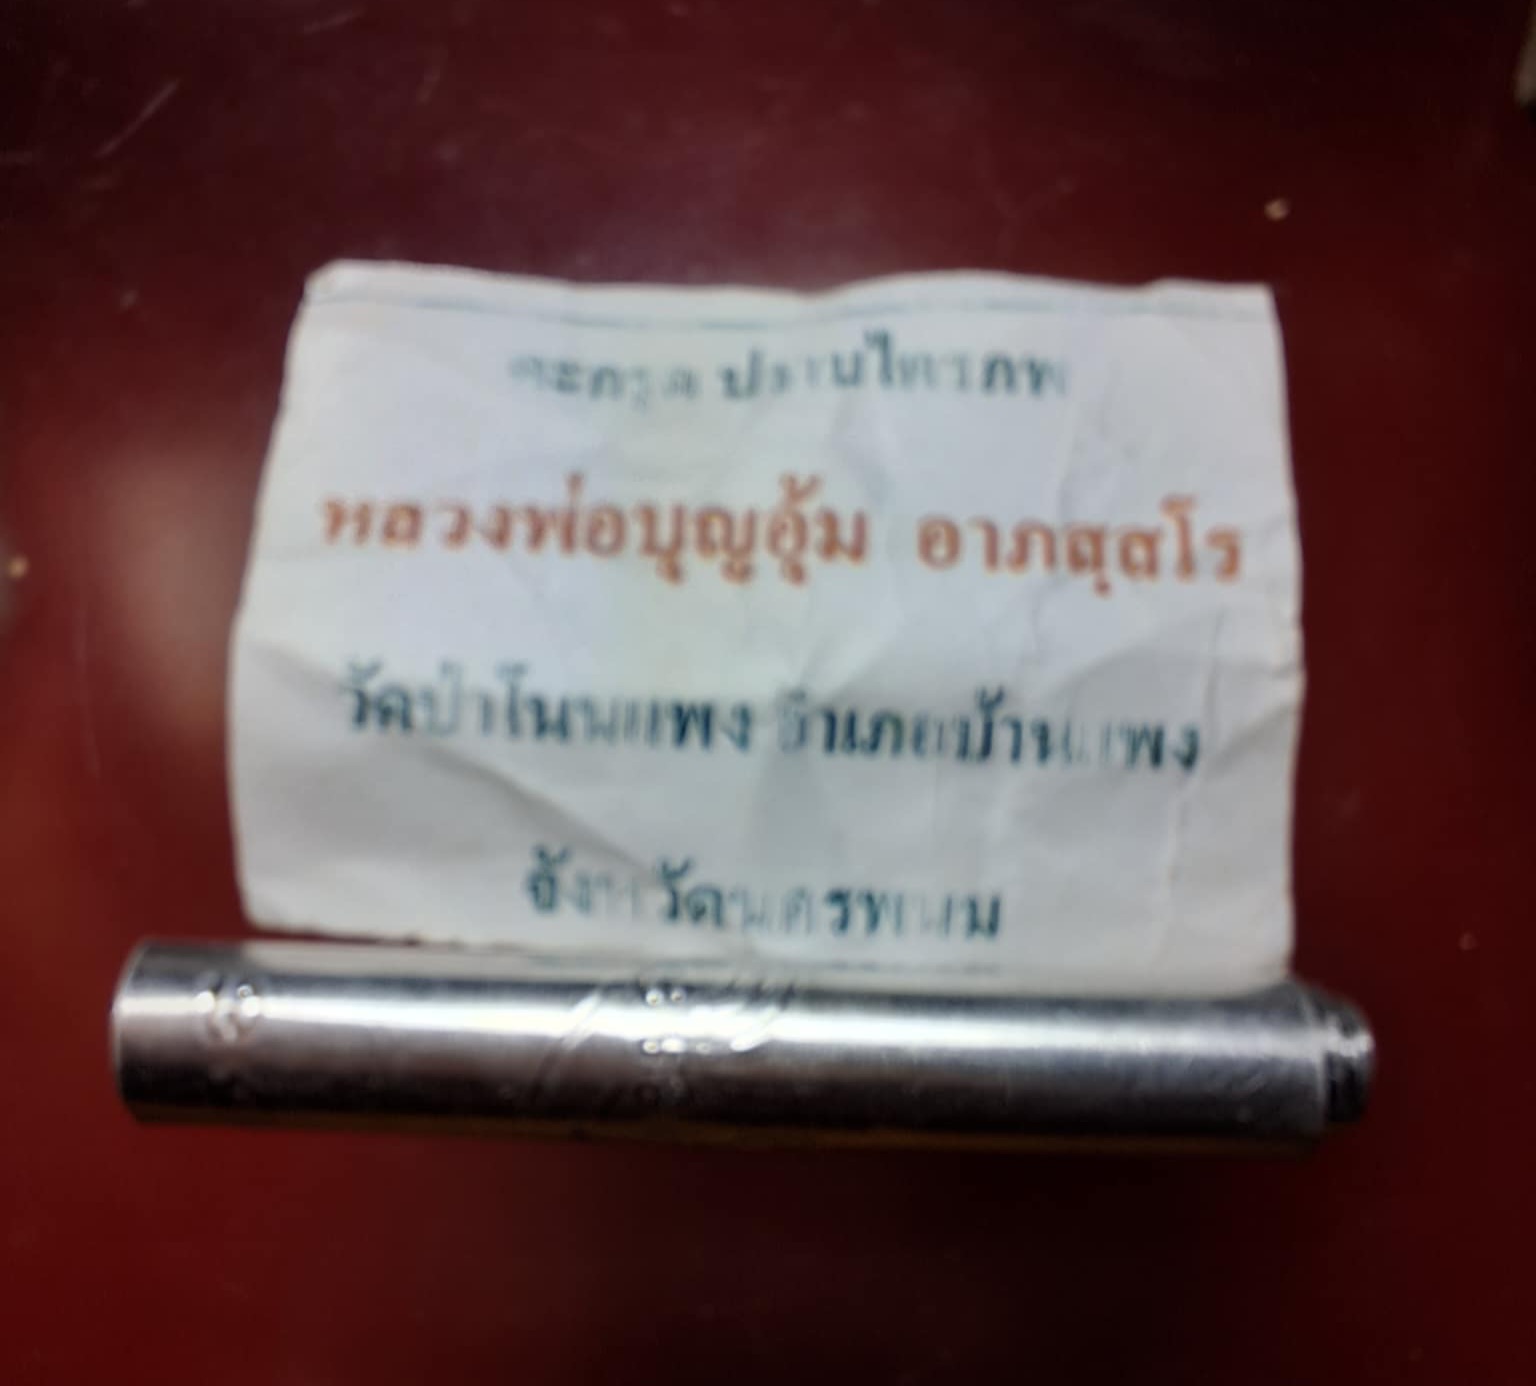 ตะกรุด ปราบไตรภพ
หลวงพ่อบุญอุ้ม อาภสฺสโร
วัดป่าโนนแพง อำเภอบ้านแพง
จังหวัดนครพนม